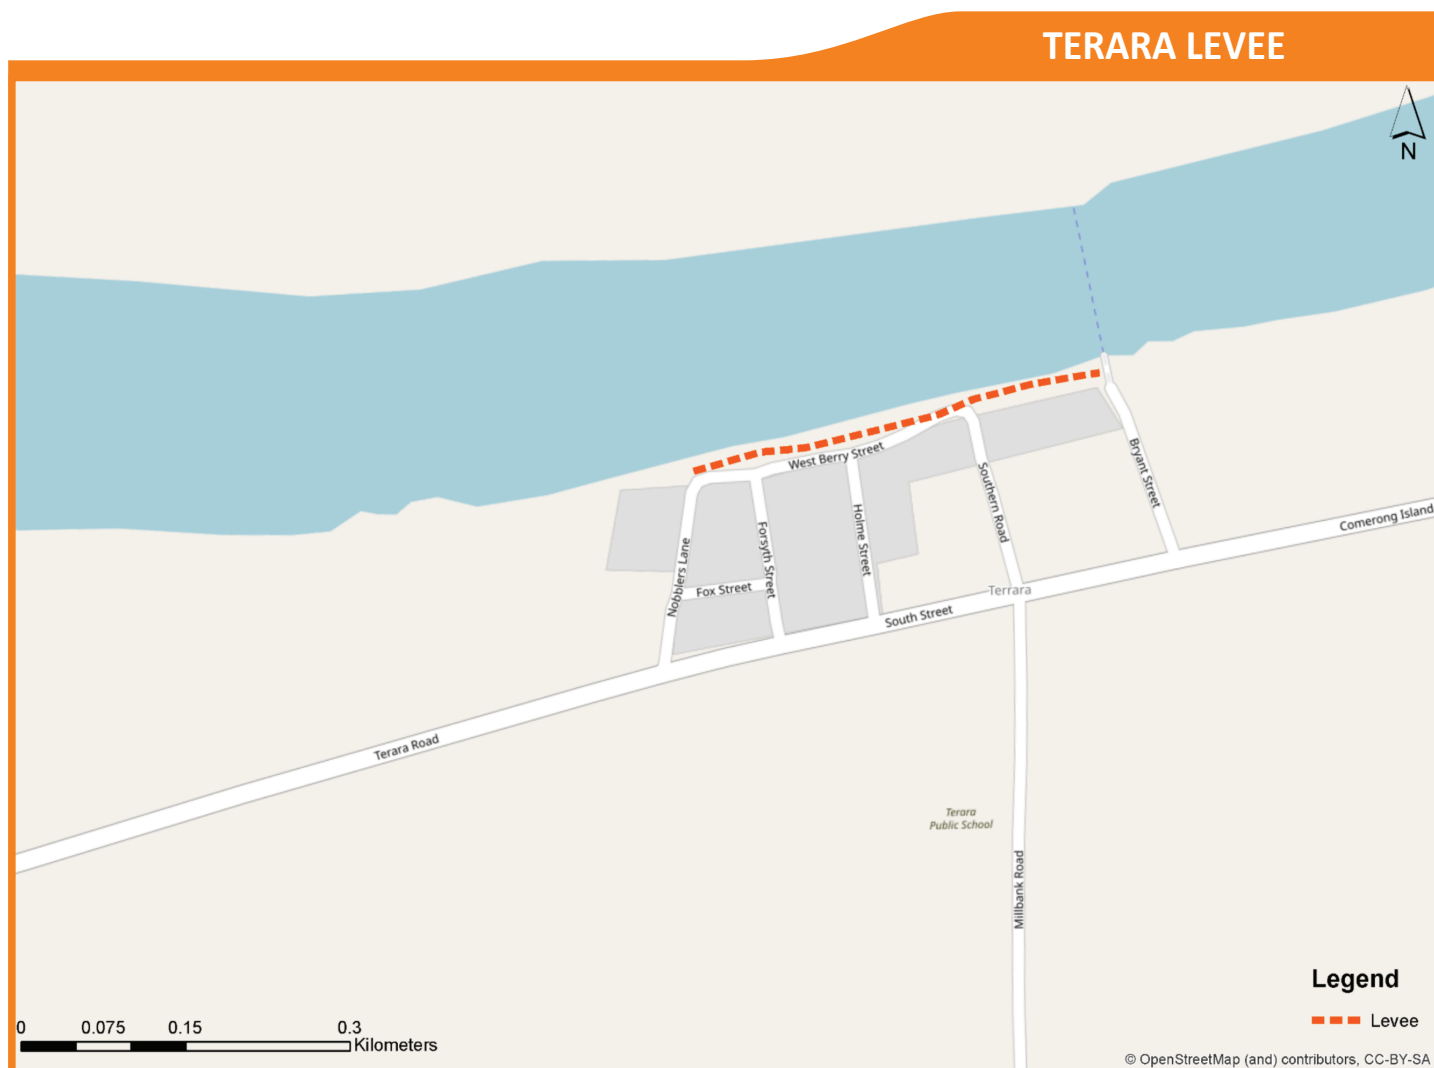 TERARA LEVEE
N
West Berry Street
Bryant Street
Southern Road
Holme Street
Forsyth Street
Nobblers Lane
Fox Street
Comerong Island
Terrara
South Street
Terara Road
Terara
Public School
Millbank Road
Legend
Levee
0 0.075 0.15 0.3
Kilometers
© OpenStreetMap (and) contributors, CC-BY-SA